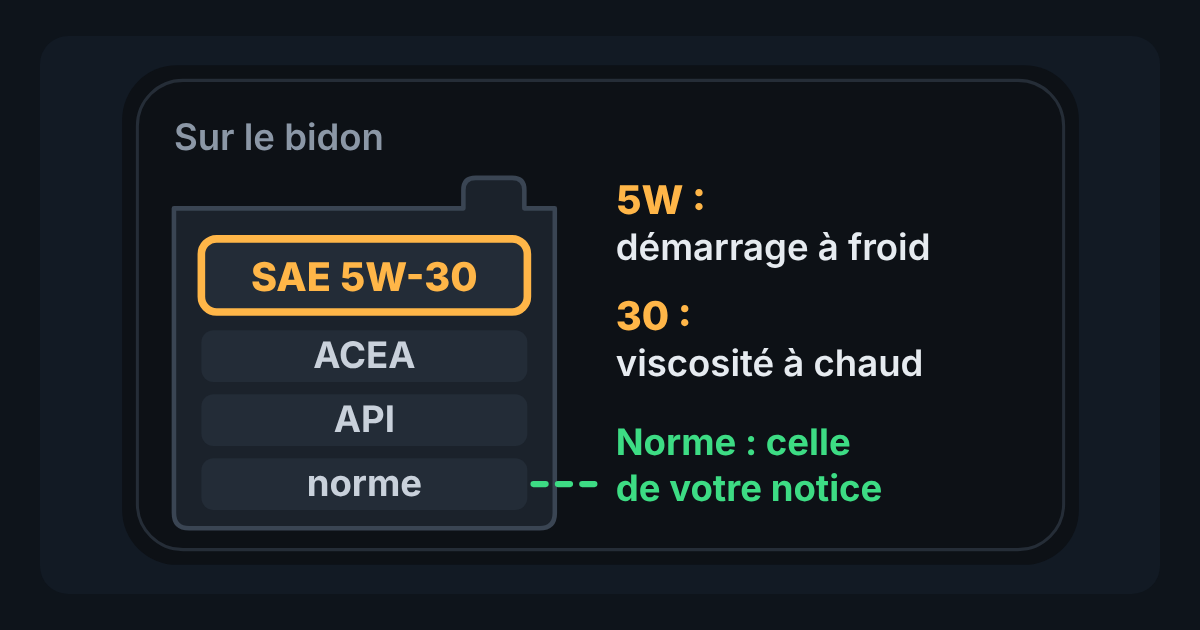 Sur le bidon
SAE 5W-30
ACEA
API
norme
5W :
démarrage à froid
30 :
viscosité à chaud
Norme : celle
de votre notice